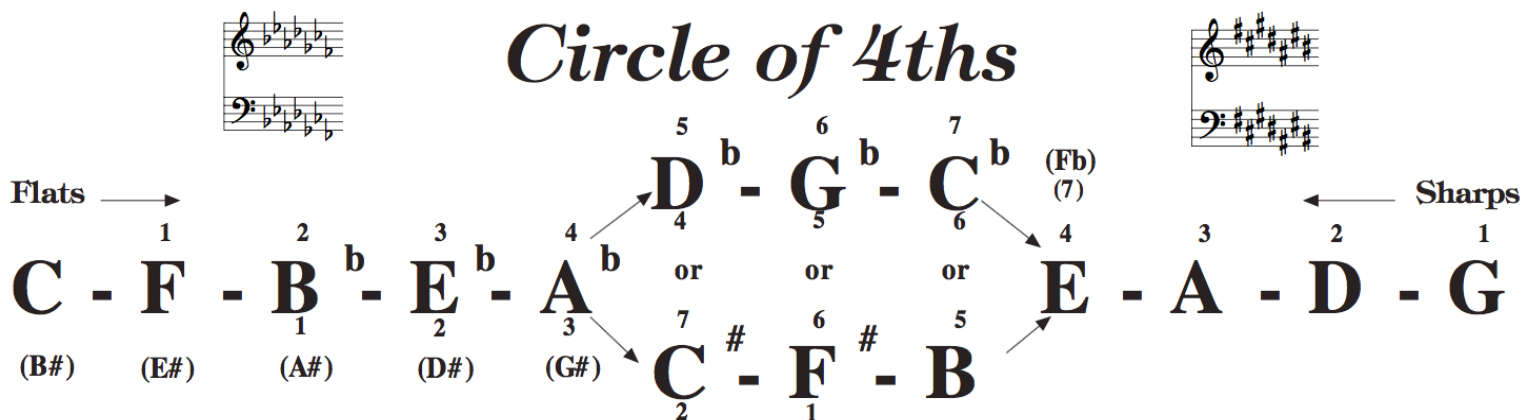 Circle of 4ths
5 6 7
D b - G b - C b (Fb)
(7)
Flats Sharps
4 5 6
1 2 3 4 4 3 2 1
C - F - B b - E b - A b or or or E - A - D - G
1 2 3 7 6 5
(B#) (E#) (A#) (D#) (G#)
C # - F # - B
2 1